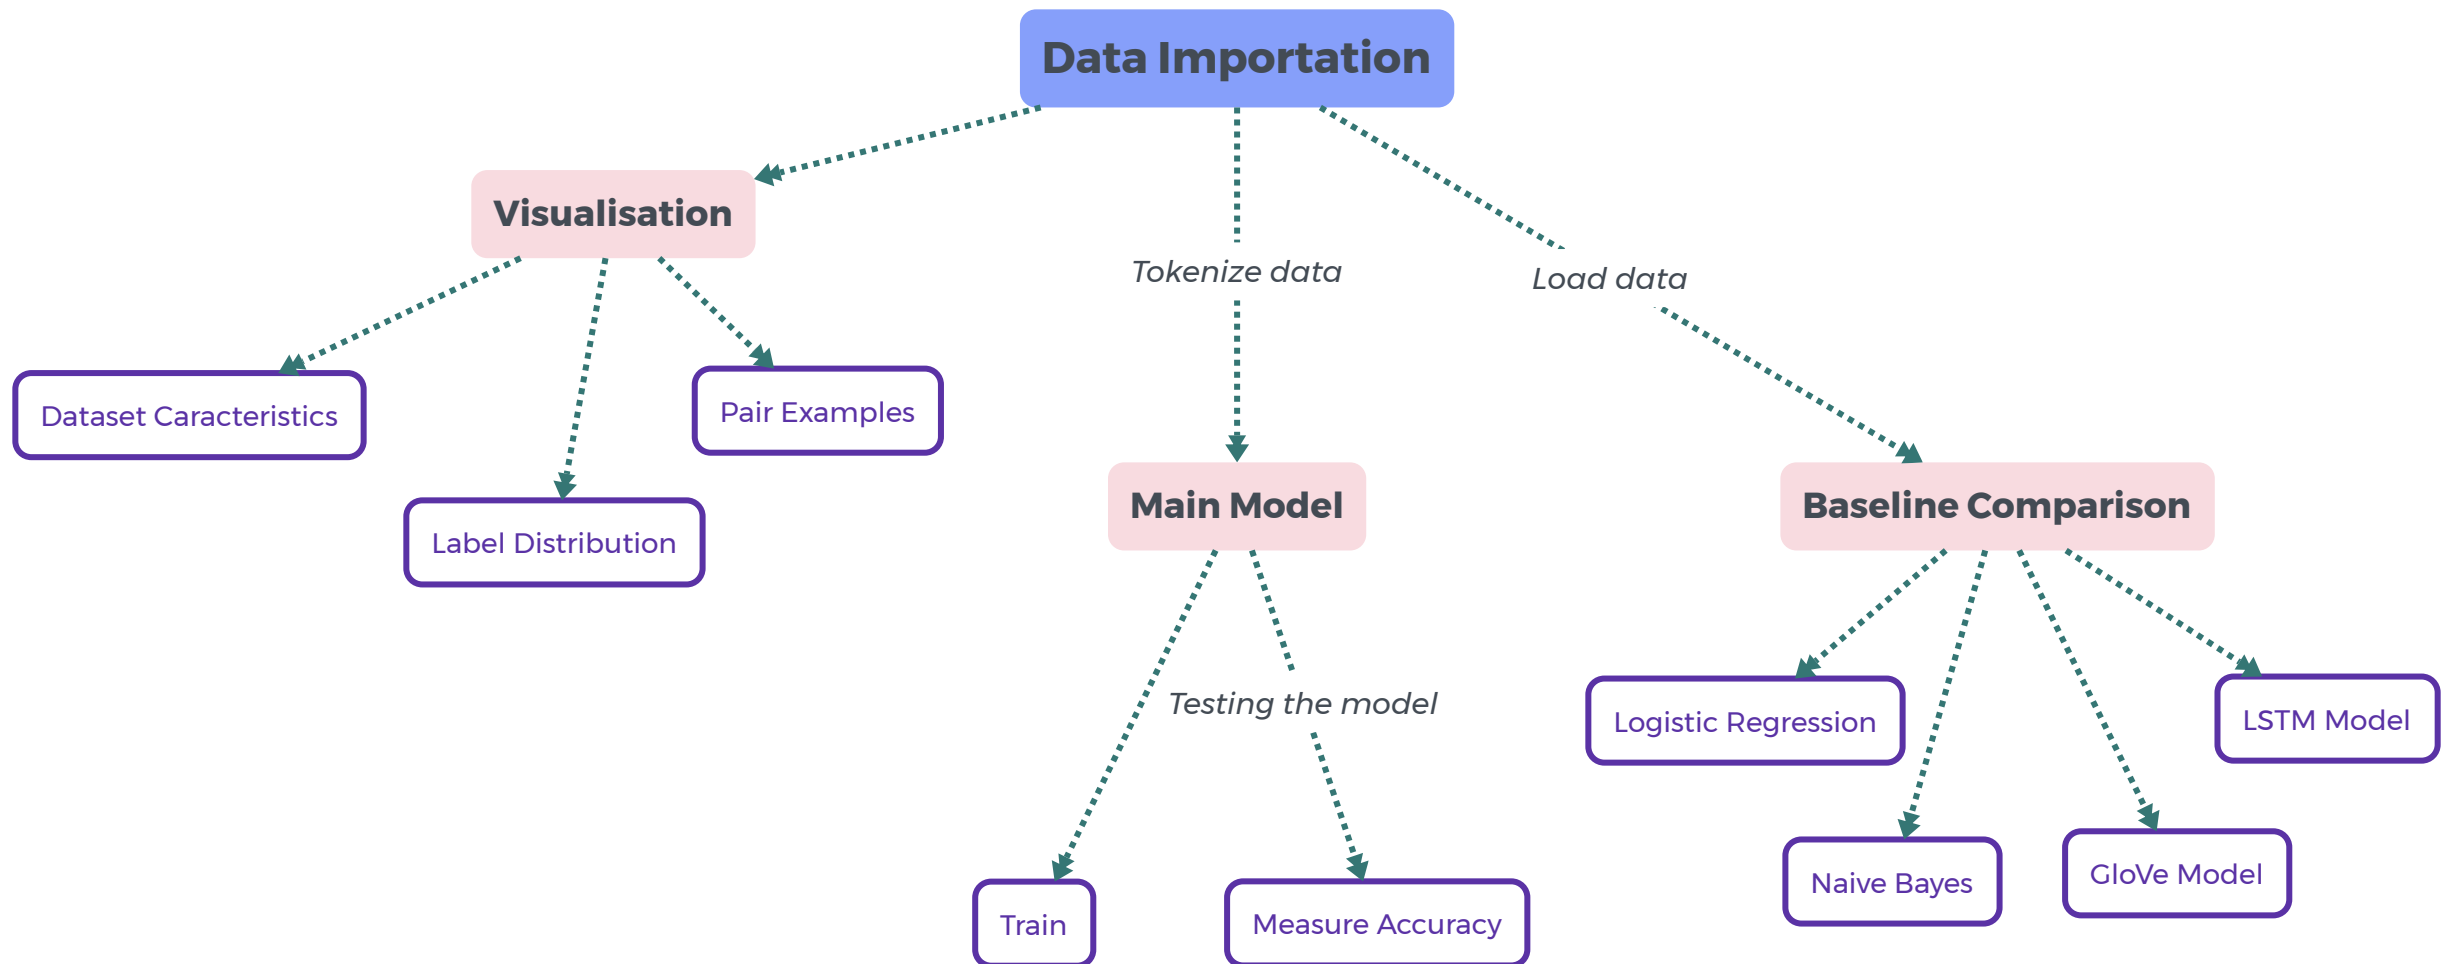 Data Importation
Visualisation
Tokenize data
Load data
Dataset Caracteristics
Pair Examples
Label Distribution
Main Model
Baseline Comparison
Testing the model
Logistic Regression
LSTM Model
Naive Bayes
GloVe Model
Train
Measure Accuracy